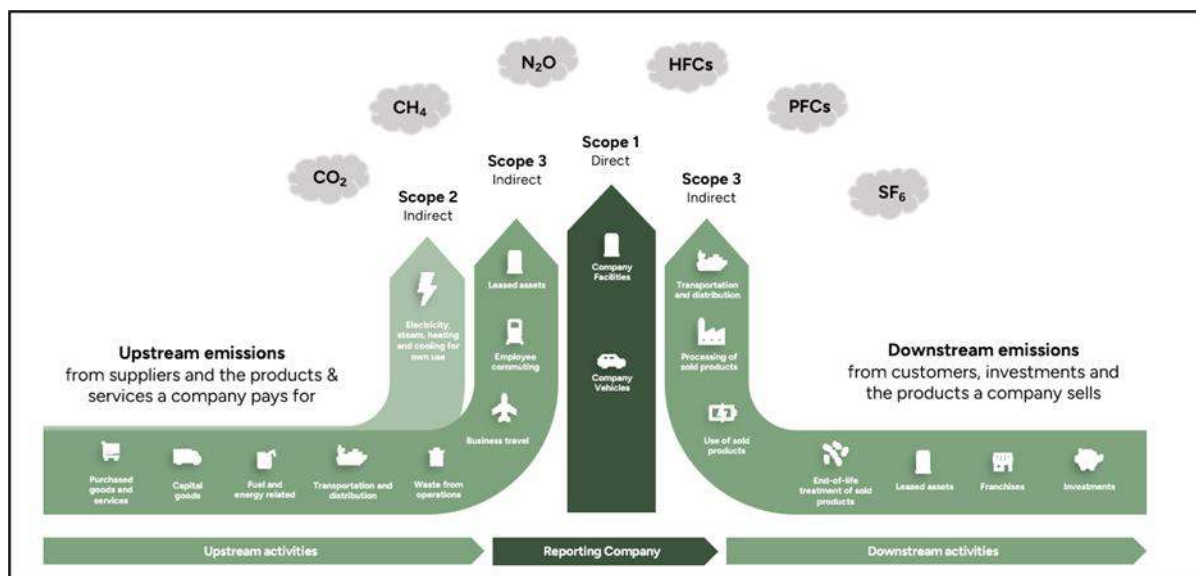 N₂O
HFCs
CH₄
PFCs
CO₂
SF₆
Scope 1
Direct
Scope 3
Indirect
Scope 3
Indirect
Scope 2
Indirect
Leased assets
Company
Facilities
Transportation
and distribution
Electricity,
steam, heating
and cooling for
own use
Employee
commuting
Company
Vehicles
Processing of
sold products
Upstream emissions
from suppliers and the products &
services a company pays for
Downstream emissions
from customers, investments and
the products a company sells
Business travel
Use of sold
products
Purchased
goods and
services
Capital
goods
Fuel and
energy related
Transportation and
distribution
Waste from
operations
End-of-life
treatment of sold
products
Leased assets
Franchises
Investments
Upstream activities
Reporting Company
Downstream activities